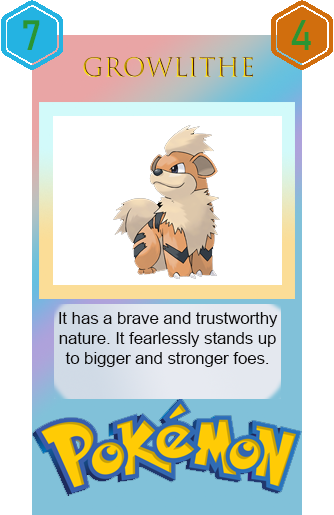 7
4
GROWLITHE
It has a brave and trustworthy
nature. It fearlessly stands up
to bigger and stronger foes.
POKéMON